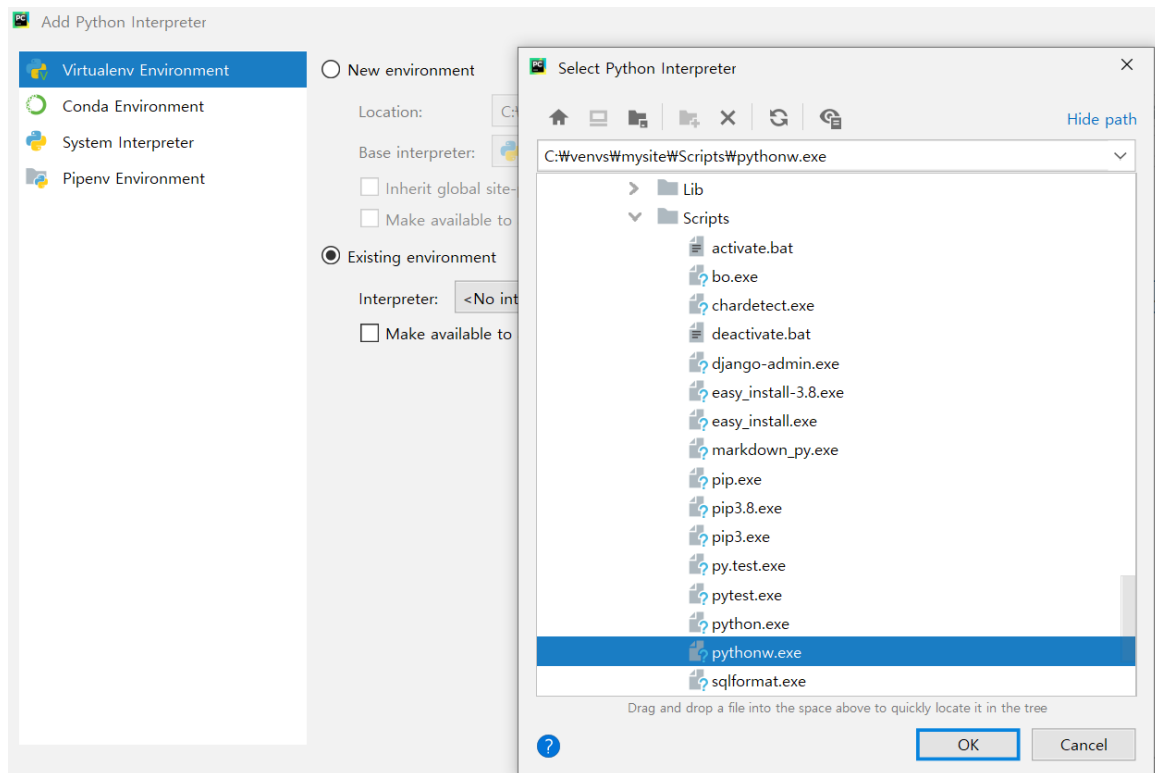 Add Python Interpreter
Virtualenv Environment
Conda Environment
System Interpreter
Pipenv Environment
New environment
Location:
Base interpreter:
Inherit global
Make available to
Existing environment
Interpreter: <No
Make available to
Select Python Interpreter
Hide path
C:₩venvs₩mysite₩Scripts₩pythonw.exe
Lib
Scripts
activate.bat
bo.exe
chardetect.exe
deactivate.bat
django-admin.exe
easy_install-3.8.exe
easy_install.exe
markdown_py.exe
pip.exe
pip3.8.exe
pip3.exe
py.test.exe
pytest.exe
python.exe
pythonw.exe
sqlformat.exe
Drag and drop a file into the space above to quickly locate it in the tree
OK Cancel